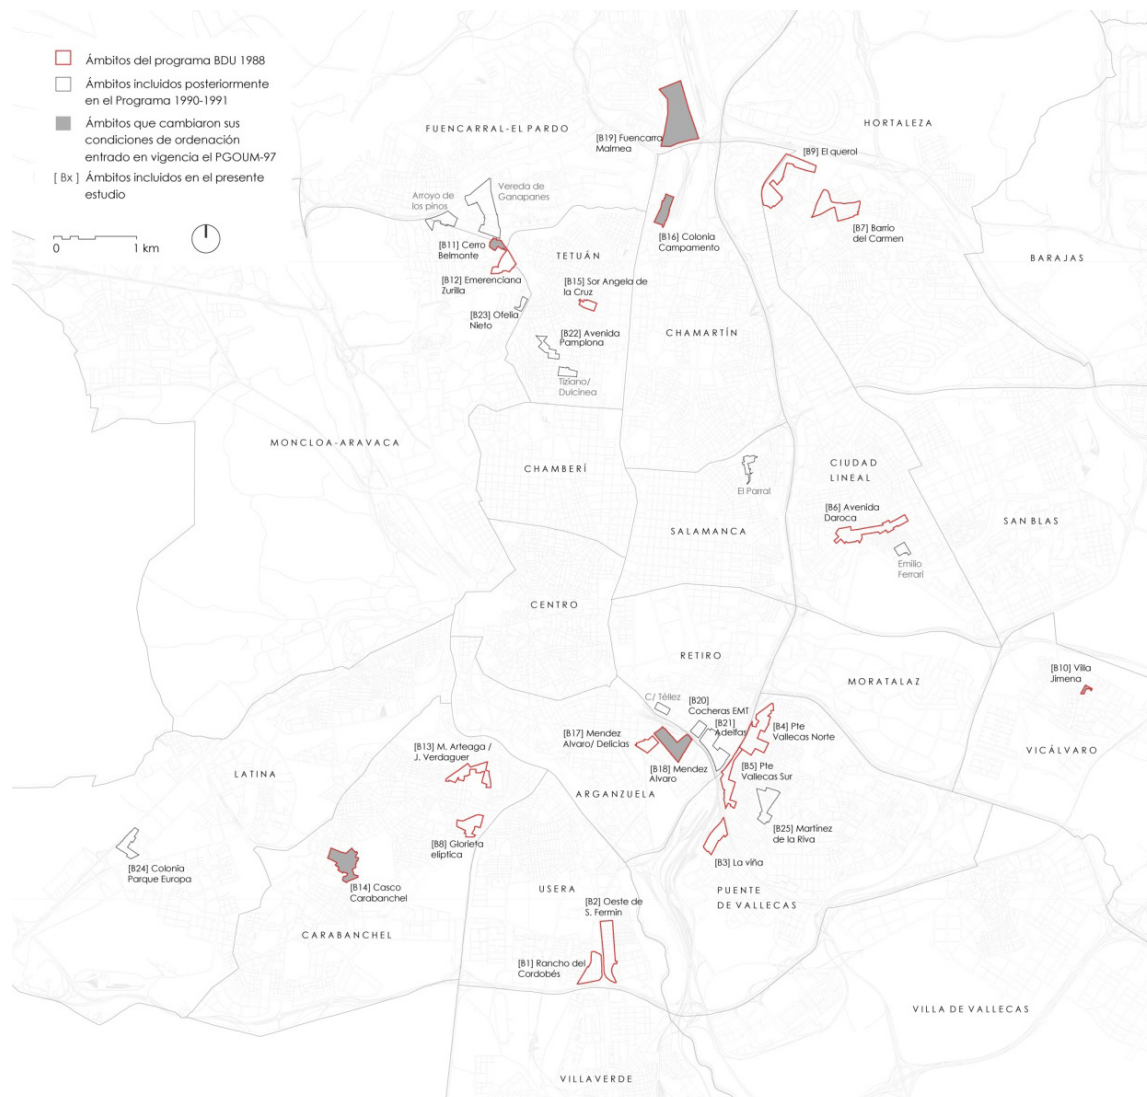 Ámbitos del programa BDU 1988
Ámbitos incluidos posteriormente
en el Programa 1990-1991
Ámbitos que cambiaron sus
condiciones de ordenación
entrado en vigencia el PGOUM-97
[ Bx ] Ámbitos incluidos en el presente
estudio
0 1 km
FUENCARRAL-EL PARDO
[B19] Fuencarra
Malmea
HORTALEZA
[B9] El querol
Arroyo de
los pinos
Vereda de
Ganapanes
[B7] Barrio
del Carmen
[B16] Colonia
Campamento
[B11] Cerro
Belmonte
TETUÁN
BARAJAS
[B12] Emerenciana
Zurilla
[B15] Sor Angela de
la Cruz
[B23] Ofelia
Nieto
[B22] Avenida
Pamplona
CHAMARTÍN
Tiziano/
Dulcinea
MONCLOA-ARAVACA
CHAMBERÍ
CIUDAD
LINEAL
El Parral
[B6] Avenida
Daroca
SALAMANCA
SAN BLAS
Emilio
Ferrari
CENTRO
RETIRO
MORATALAZ
[B10] Villa
Jimena
C/ Téllez
[B20]
Cocheras EMT
[B21]
Adelfas
[B4] Pte
Vallecas Norte
[B17] Mendez
Alvaro/ Delicias
[B18] Mendez
Alvaro
VICÁLVARO
[B13] M. Arteaga /
J. Verdaguer
LATINA
[B5] Pte
Vallecas Sur
ARGANZUELA
[B25] Martínez
de la Riva
[B8] Glorieta
elíptica
[B24] Colonia
Parque Europa
[B3] La viña
[B14] Casco
Carabanchel
USERA
PUENTE
DE VALLECAS
[B2] Oeste de
S. Fermin
CARABANCHEL
[B1] Rancho del
Cordobés
VILLA DE VALLECAS
VILLAVERDE